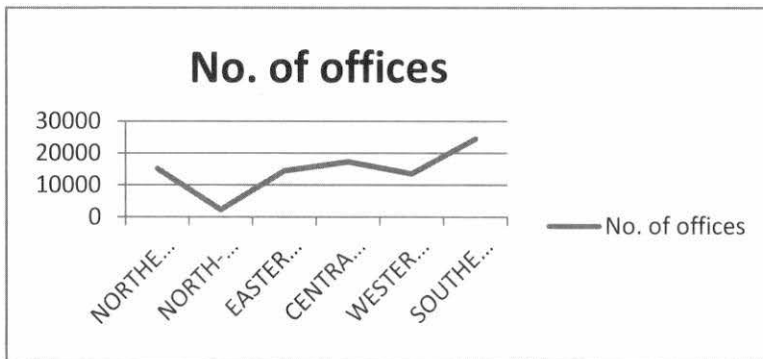 No. of offices
30000
20000
10000
0
No. of offices
NORTHE...
NORTH-...
EASTER...
CENTRA...
WESTER...
SOUTHE...